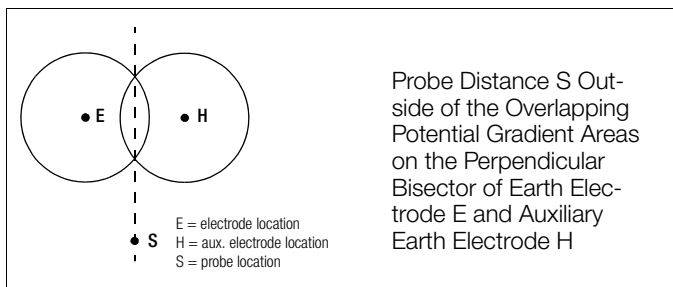 E
H
S
E = electrode location
H = aux. electrode location
S = probe location
Probe Distance S Out-
side of the Overlapping
Potential Gradient Areas
on the Perpendicular
Bisector of Earth Elec-
trode E and Auxiliary
Earth Electrode H